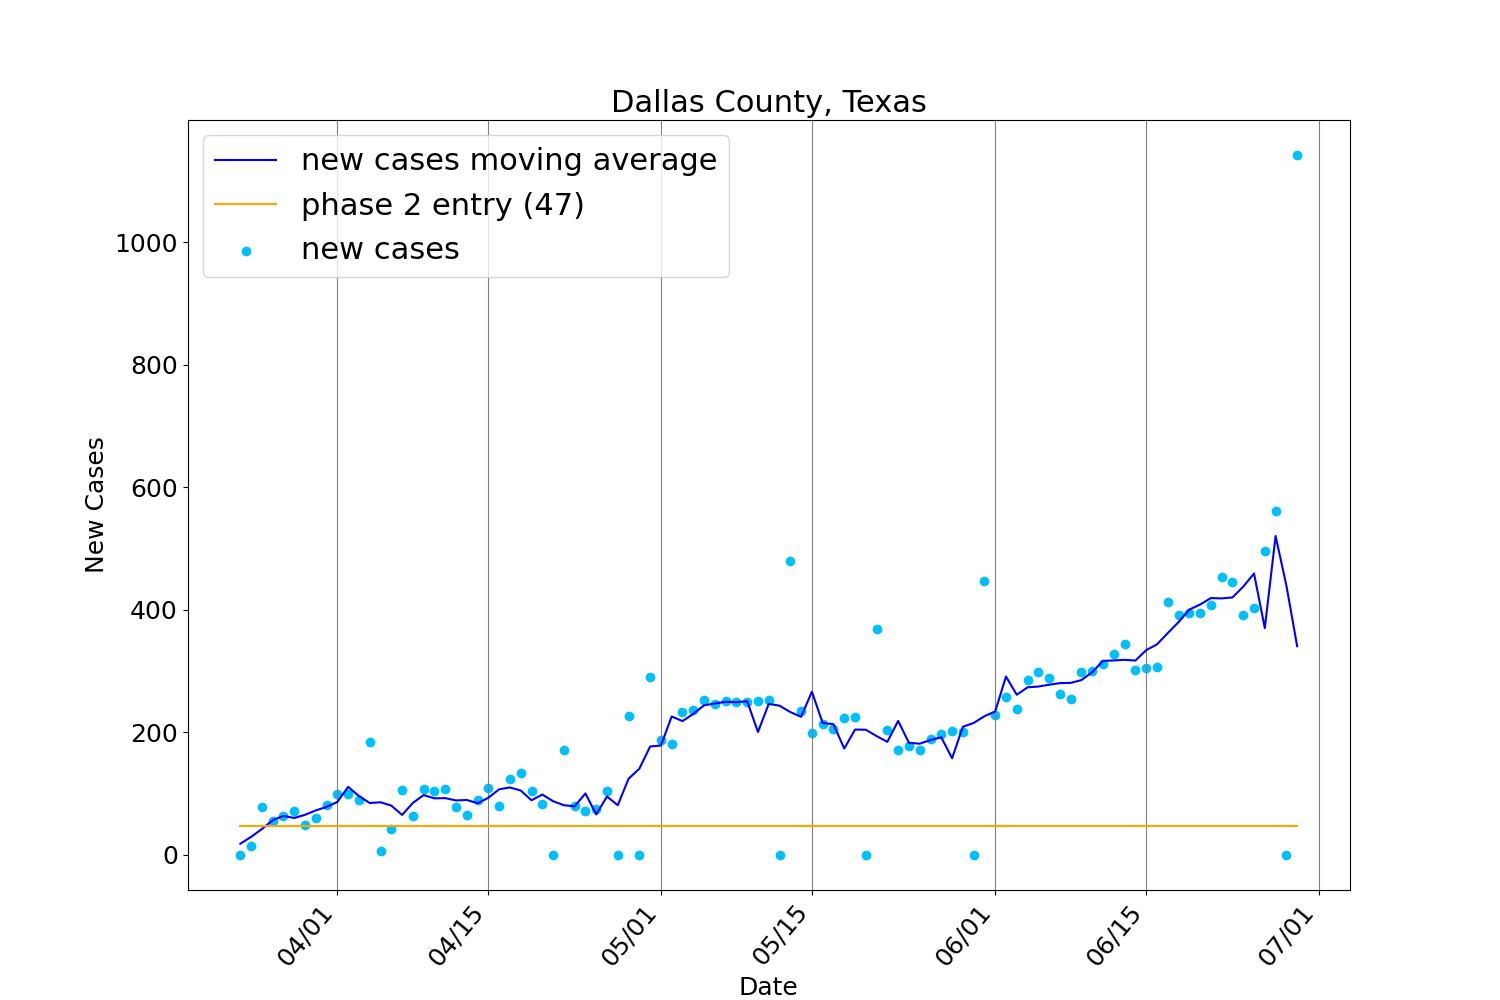 Dallas County, Texas
new cases moving average
phase 2 entry (47)
new cases
1000
800
600
400
200
0
New Cases
04/01
04/15
05/01
05/15
06/01
06/15
07/01
Date